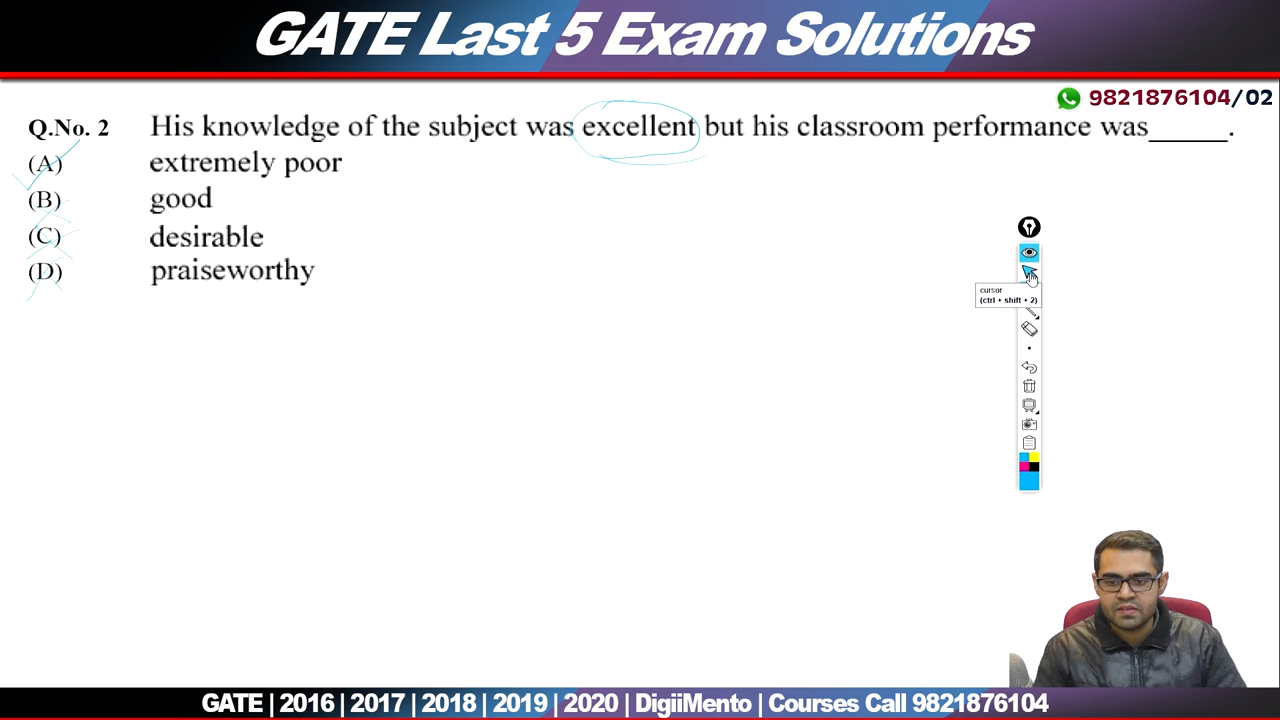 GATE Last 5 Exam Solutions
9821876104/02
Q.No. 2 His knowledge of the subject was excellent but his classroom performance was______.
(A) extremely poor
(B) good
(C) desirable
(D) praiseworthy
cursor
(ctrl + shift + 2)
GATE | 2016 | 2017 | 2018 | 2019 | 2020 | DigiiMento | Courses Call 9821876104